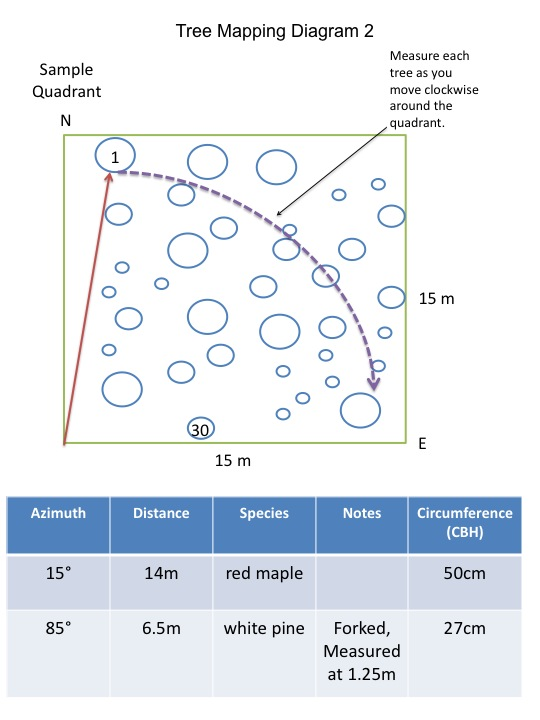 Tree Mapping Diagram 2
Sample
Quadrant
Measure each
tree as you
move clockwise
around the
quadrant.
N
1
15 m
30
E
15 m
Azimuth Distance Species Notes Circumference
(CBH)
15° 14m red maple 50cm
85° 6.5m white pine Forked, 27cm
Measured
at 1.25m